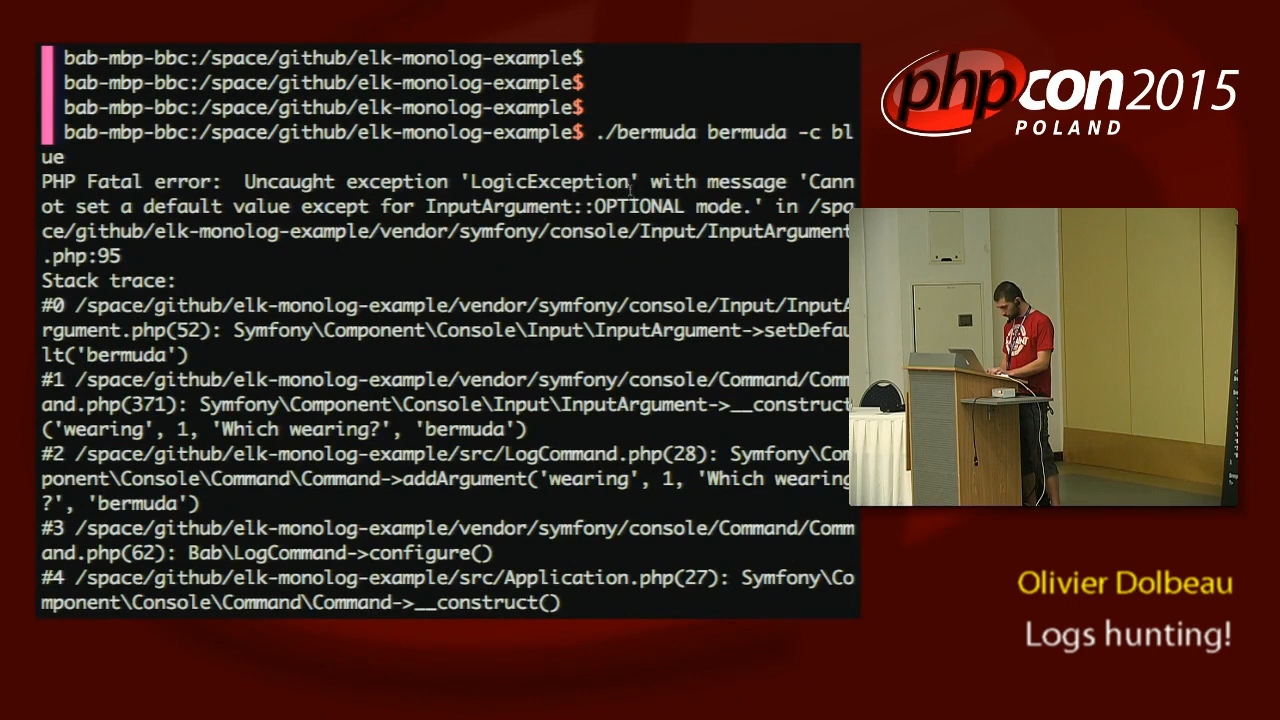 bab-mbp-bbc:/space/github/elk-monolog-example$
bab-mbp-bbc:/space/github/elk-monolog-example$
bab-mbp-bbc:/space/github/elk-monolog-example$
bab-mbp-bbc:/space/github/elk-monolog-example$ ./bermuda bermuda -c bl
ue
PHP Fatal error:  Uncaught exception 'LogicException' with message 'Cann
ot set a default value except for InputArgument::OPTIONAL mode.' in /spa
ce/github/elk-monolog-example/vendor/symfony/console/Input/InputArgument
.php:95
Stack trace:
#0 /space/github/elk-monolog-example/vendor/symfony/console/Input/InputA
rgument.php(52): Symfony\Component\Console\Input\InputArgument->setDefau
lt('bermuda')
#1 /space/github/elk-monolog-example/vendor/symfony/console/Command/Comm
and.php(371): Symfony\Component\Console\Input\InputArgument->__construct
('wearing', 1, 'Which wearing?', 'bermuda')
#2 /space/github/elk-monolog-example/src/LogCommand.php(28): Symfony\Com
ponent\Console\Command\Command->addArgument('wearing', 1, 'Which wearing
?', 'bermuda')
#3 /space/github/elk-monolog-example/vendor/symfony/console/Command/Comm
and.php(62): Bab\LogCommand->configure()
#4 /space/github/elk-monolog-example/src/Application.php(27): Symfony\Co
mponent\Console\Command\Command->__construct()
phpcon 2015
POLAND
Olivier Dolbeau
Logs hunting!